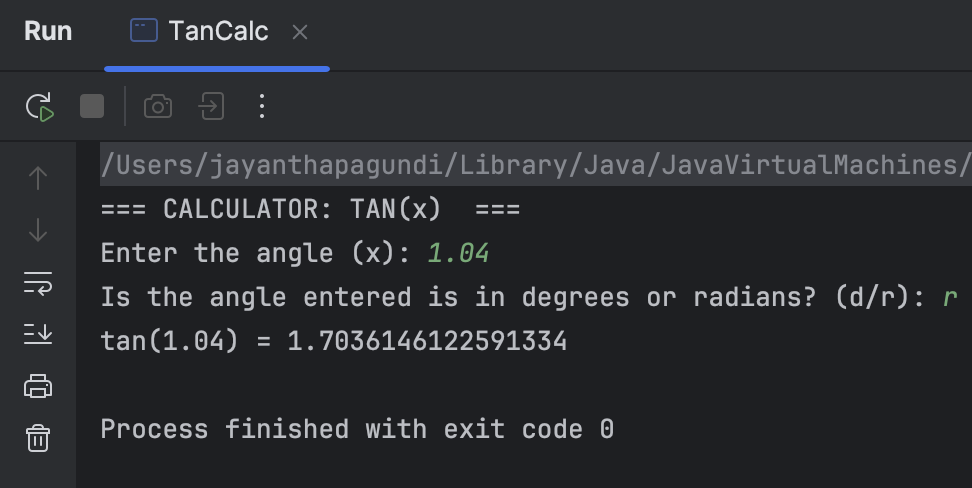 Run TanCalc
/Users/jayanthapagundi/Library/Java/JavaVirtualMachines/
=== CALCULATOR: TAN(x)  ===
Enter the angle (x): 1.04
Is the angle entered is in degrees or radians? (d/r): r
tan(1.04) = 1.7036146122591334
Process finished with exit code 0